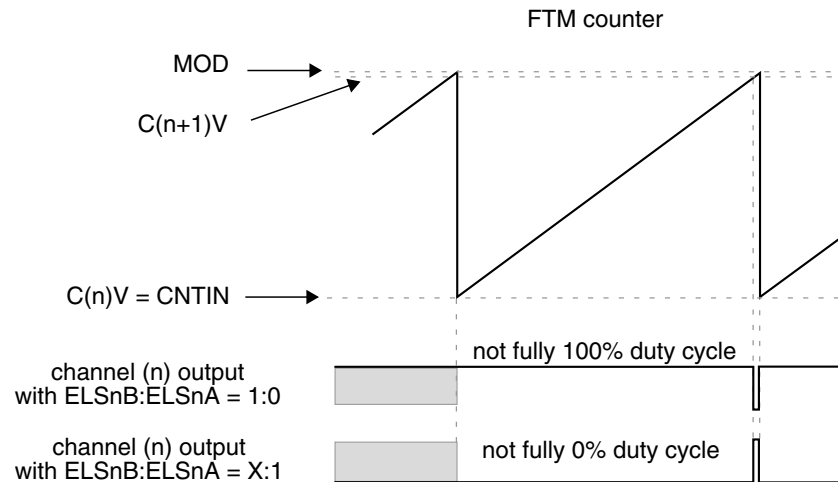 FTM counter
MOD
C(n+1)V
C(n)V = CNTIN
not fully 100% duty cycle
channel (n) output
with ELSnB:ELSnA = 1:0
channel (n) output
with ELSnB:ELSnA = X:1
not fully 0% duty cycle